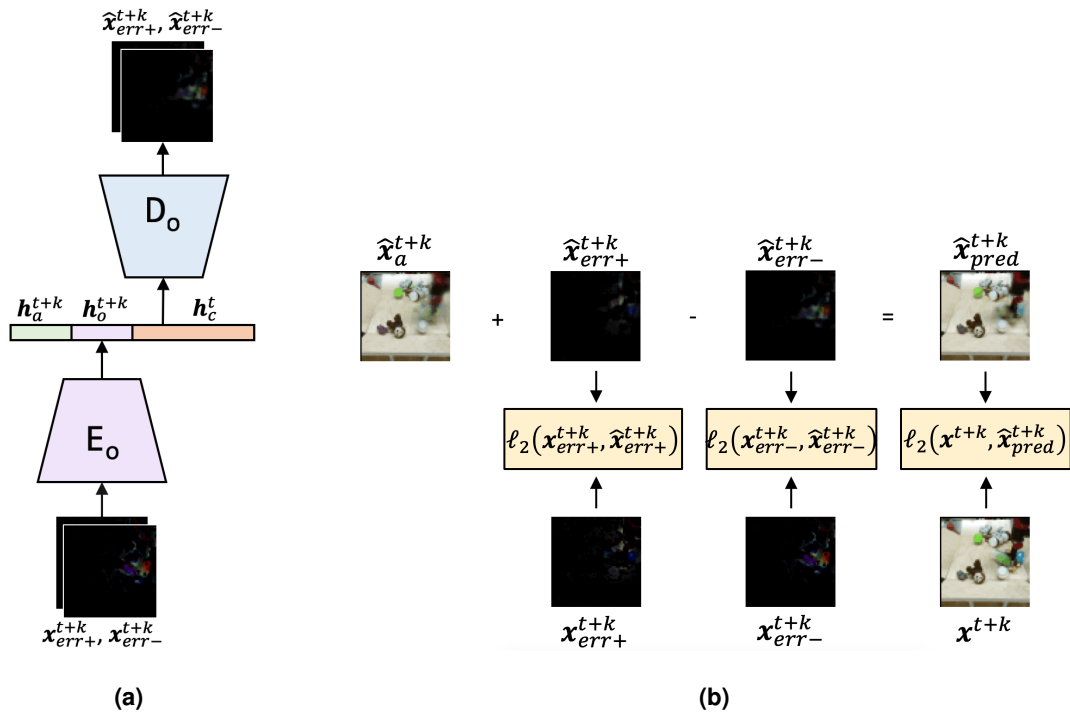 x̂_{err+}^{t+k}, x̂_{err−}^{t+k}
D_o
h_a^{t+k} h_o^{t+k} h_c^t
E_o
x_{err+}^{t+k}, x_{err−}^{t+k}
(a)
x̂_a^{t+k} x̂_{err+}^{t+k} x̂_{err−}^{t+k} x̂_{pred}^{t+k}
+ - =
ℓ_2(x_{err+}^{t+k}, x̂_{err+}^{t+k}) ℓ_2(x_{err−}^{t+k}, x̂_{err−}^{t+k}) ℓ_2(x^{t+k}, x̂_{pred}^{t+k})
x_{err+}^{t+k} x_{err−}^{t+k} x^{t+k}
(b)